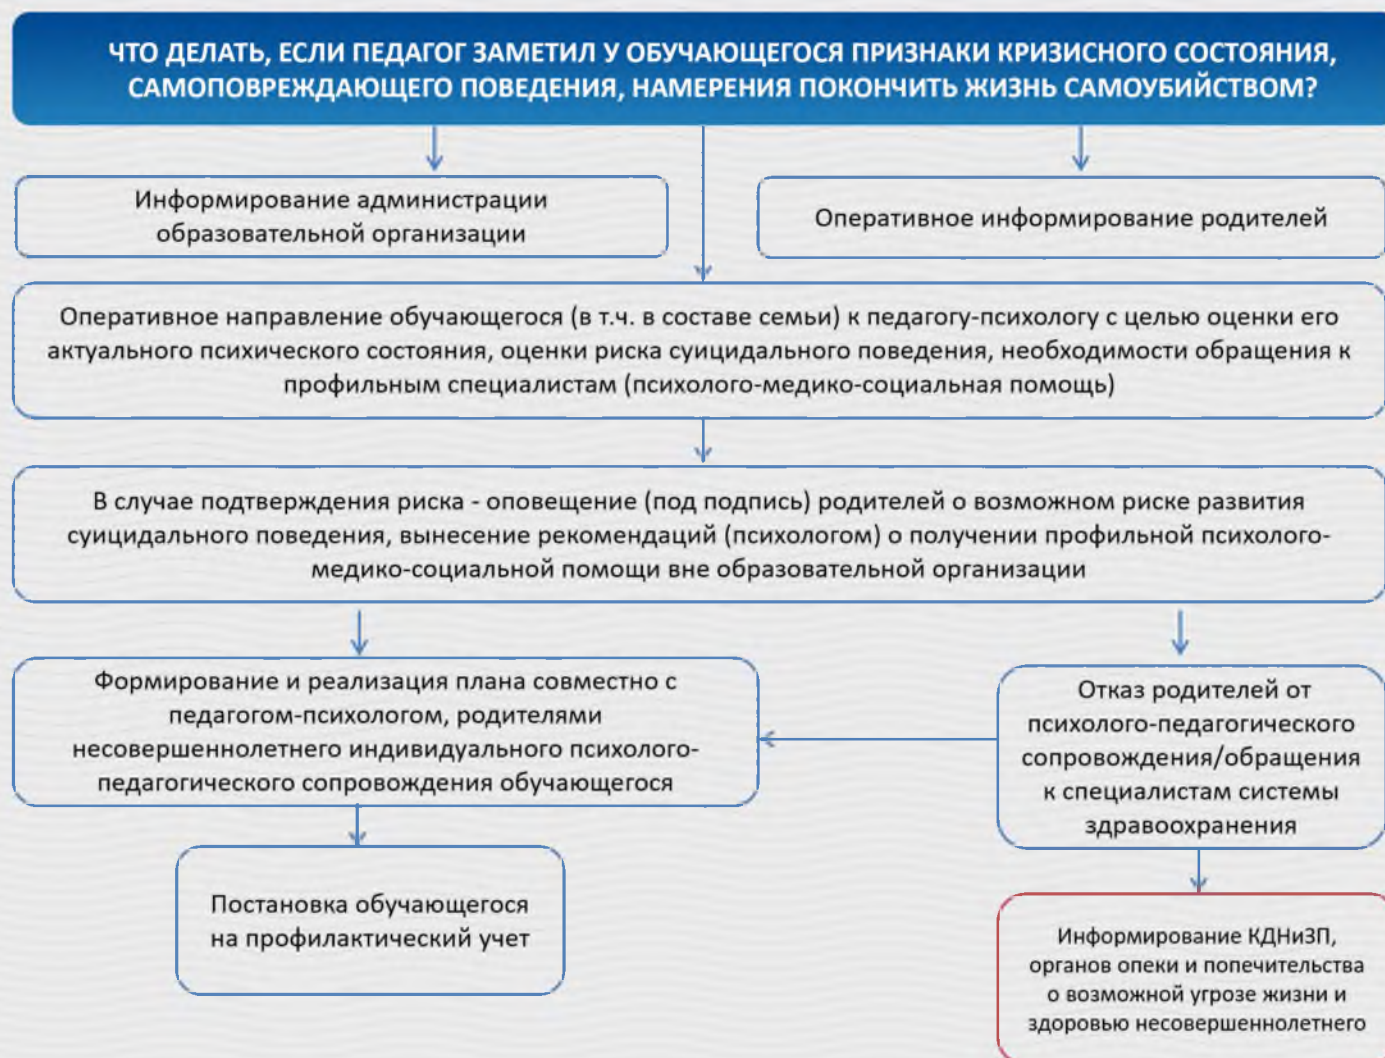 ЧТО ДЕЛАТЬ, ЕСЛИ ПЕДАГОГ ЗАМЕТИЛ У ОБУЧАЮЩЕГОСЯ ПРИЗНАКИ КРИЗИСНОГО СОСТОЯНИЯ,
САМОПОВРЕЖДАЮЩЕГО ПОВЕДЕНИЯ, НАМЕРЕНИЯ ПОКОНЧИТЬ ЖИЗНЬ САМОУБИЙСТВОМ?
Информирование администрации
образовательной организации
Оперативное информирование родителей
Оперативное направление обучающегося (в т.ч. в составе семьи) к педагогу-психологу с целью оценки его
актуального психического состояния, оценки риска суицидального поведения, необходимости обращения к
профильным специалистам (психолого-медико-социальная помощь)
В случае подтверждения риска - оповещение (под подпись) родителей о возможном риске развития
суицидального поведения, вынесение рекомендаций (психологом) о получении профильной психолого-
медико-социальной помощи вне образовательной организации
Формирование и реализация плана совместно с
педагогом-психологом, родителями
несовершеннолетнего индивидуального психолого-
педагогического сопровождения обучающегося
Отказ родителей от
психолого-педагогического
сопровождения/обращения
к специалистам системы
здравоохранения
Постановка обучающегося
на профилактический учет
Информирование КДНиЗП,
органов опеки и попечительства
о возможной угрозе жизни и
здоровью несовершеннолетнего